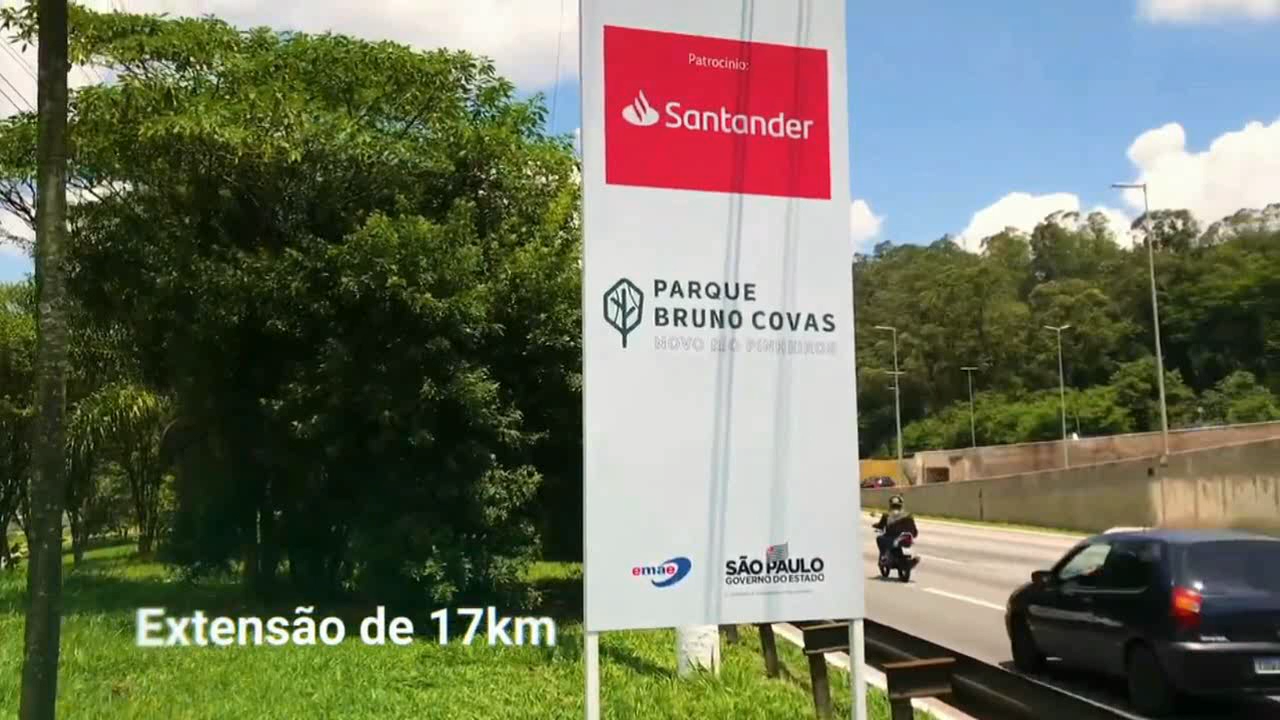 Patrocínio:
Santander
PARQUE
BRUNO COVAS
NOVO RIO PINHEIROS
emae
SÃO PAULO
GOVERNO DO ESTADO
Extensão de 17km